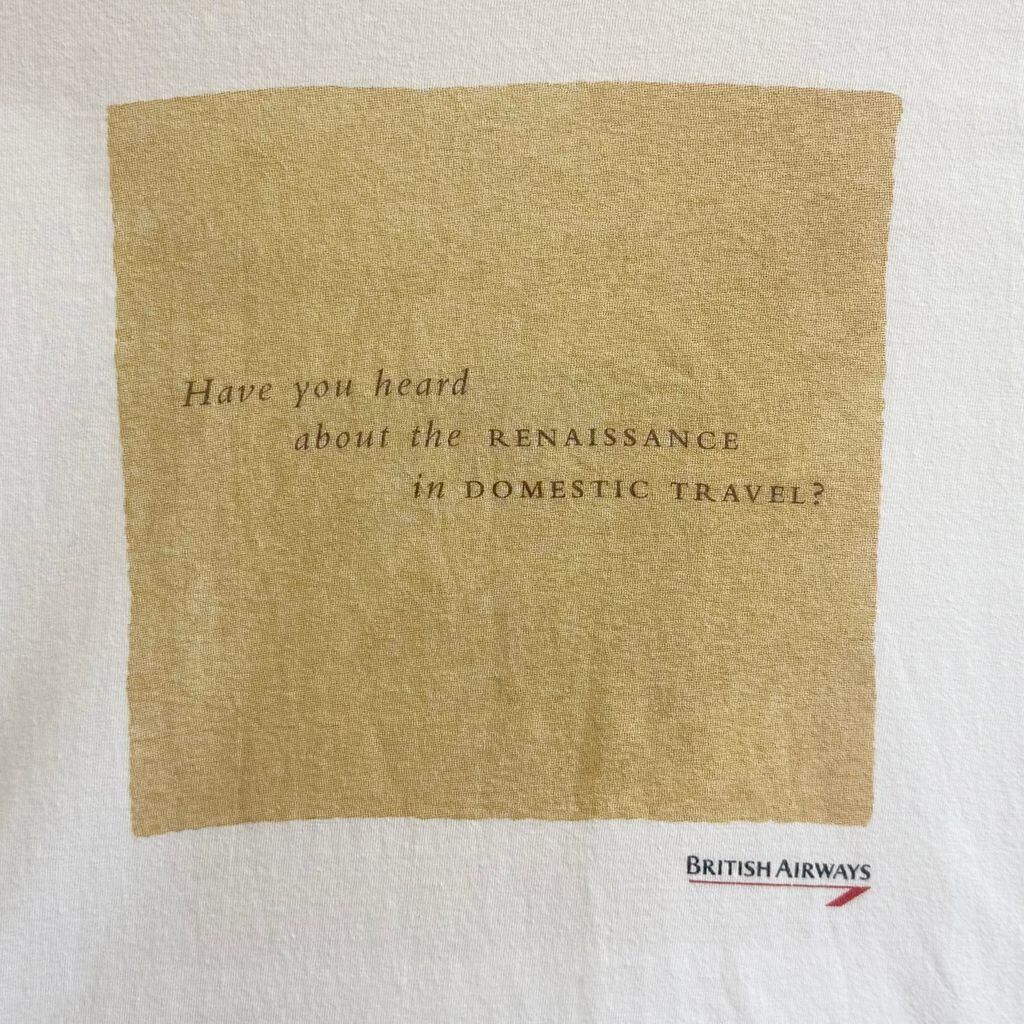 Have you heard
about the RENAISSANCE
in DOMESTIC TRAVEL?
BRITISH AIRWAYS